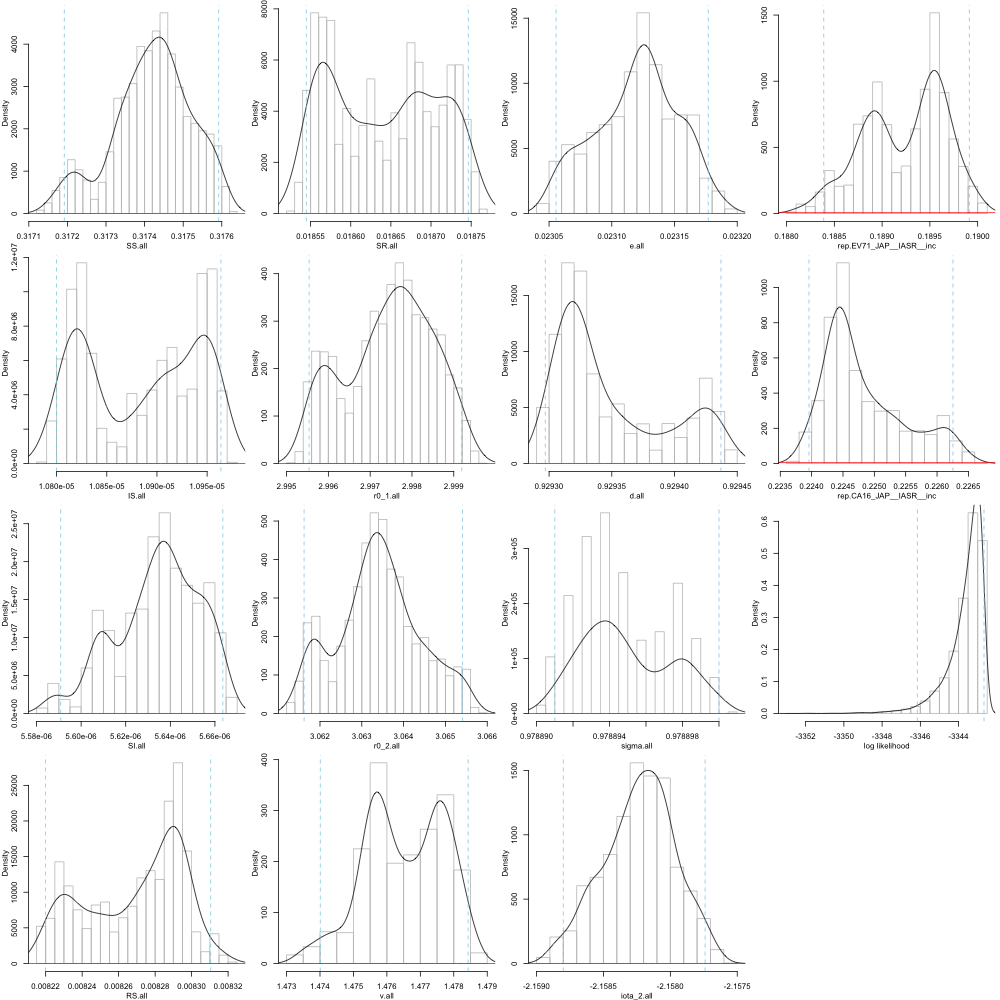 Density
0 1000 2000 3000 4000
0.3171 0.3172 0.3173 0.3174 0.3175 0.3176
SS.all
Density
0 2000 4000 6000 8000
0.01855 0.01860 0.01865 0.01870 0.01875
SR.all
Density
0 5000 10000 15000
0.02305 0.02310 0.02315 0.02320
e.all
Density
0 500 1000 1500
0.1880 0.1885 0.1890 0.1895 0.1900
rep.EV71_JAP__IASR__inc
Density
0.0e+00 4.0e+06 8.0e+06 1.2e+07
1.080e-05 1.085e-05 1.090e-05 1.095e-05
IS.all
Density
0 100 200 300 400
2.995 2.996 2.997 2.998 2.999
r0_1.all
Density
0 5000 10000 15000
0.02930 0.02935 0.02940 0.02945
d.all
Density
0 200 400 600 800 1000
0.2235 0.2240 0.2245 0.2250 0.2255 0.2260 0.2265
rep.CA16_JAP__IASR__inc
Density
0.0e+00 5.0e+06 1.0e+07 1.5e+07 2.0e+07 2.5e+07
5.58e-06 5.60e-06 5.62e-06 5.64e-06 5.66e-06
SI.all
Density
0 100 200 300 400 500
3.062 3.063 3.064 3.065 3.066
r0_2.all
Density
0e+00 1e+05 2e+05 3e+05
0.978890 0.978894 0.978898
sigma.all
Density
0.0 0.1 0.2 0.3 0.4 0.5 0.6
-3352 -3350 -3348 -3346 -3344
log likelihood
Density
0 5000 10000 15000 20000 25000
0.00822 0.00824 0.00826 0.00828 0.00830 0.00832
RS.all
Density
0 100 200 300 400
1.473 1.474 1.475 1.476 1.477 1.478 1.479
v.all
Density
0 500 1000 1500
-2.1590 -2.1585 -2.1580 -2.1575
iota_2.all